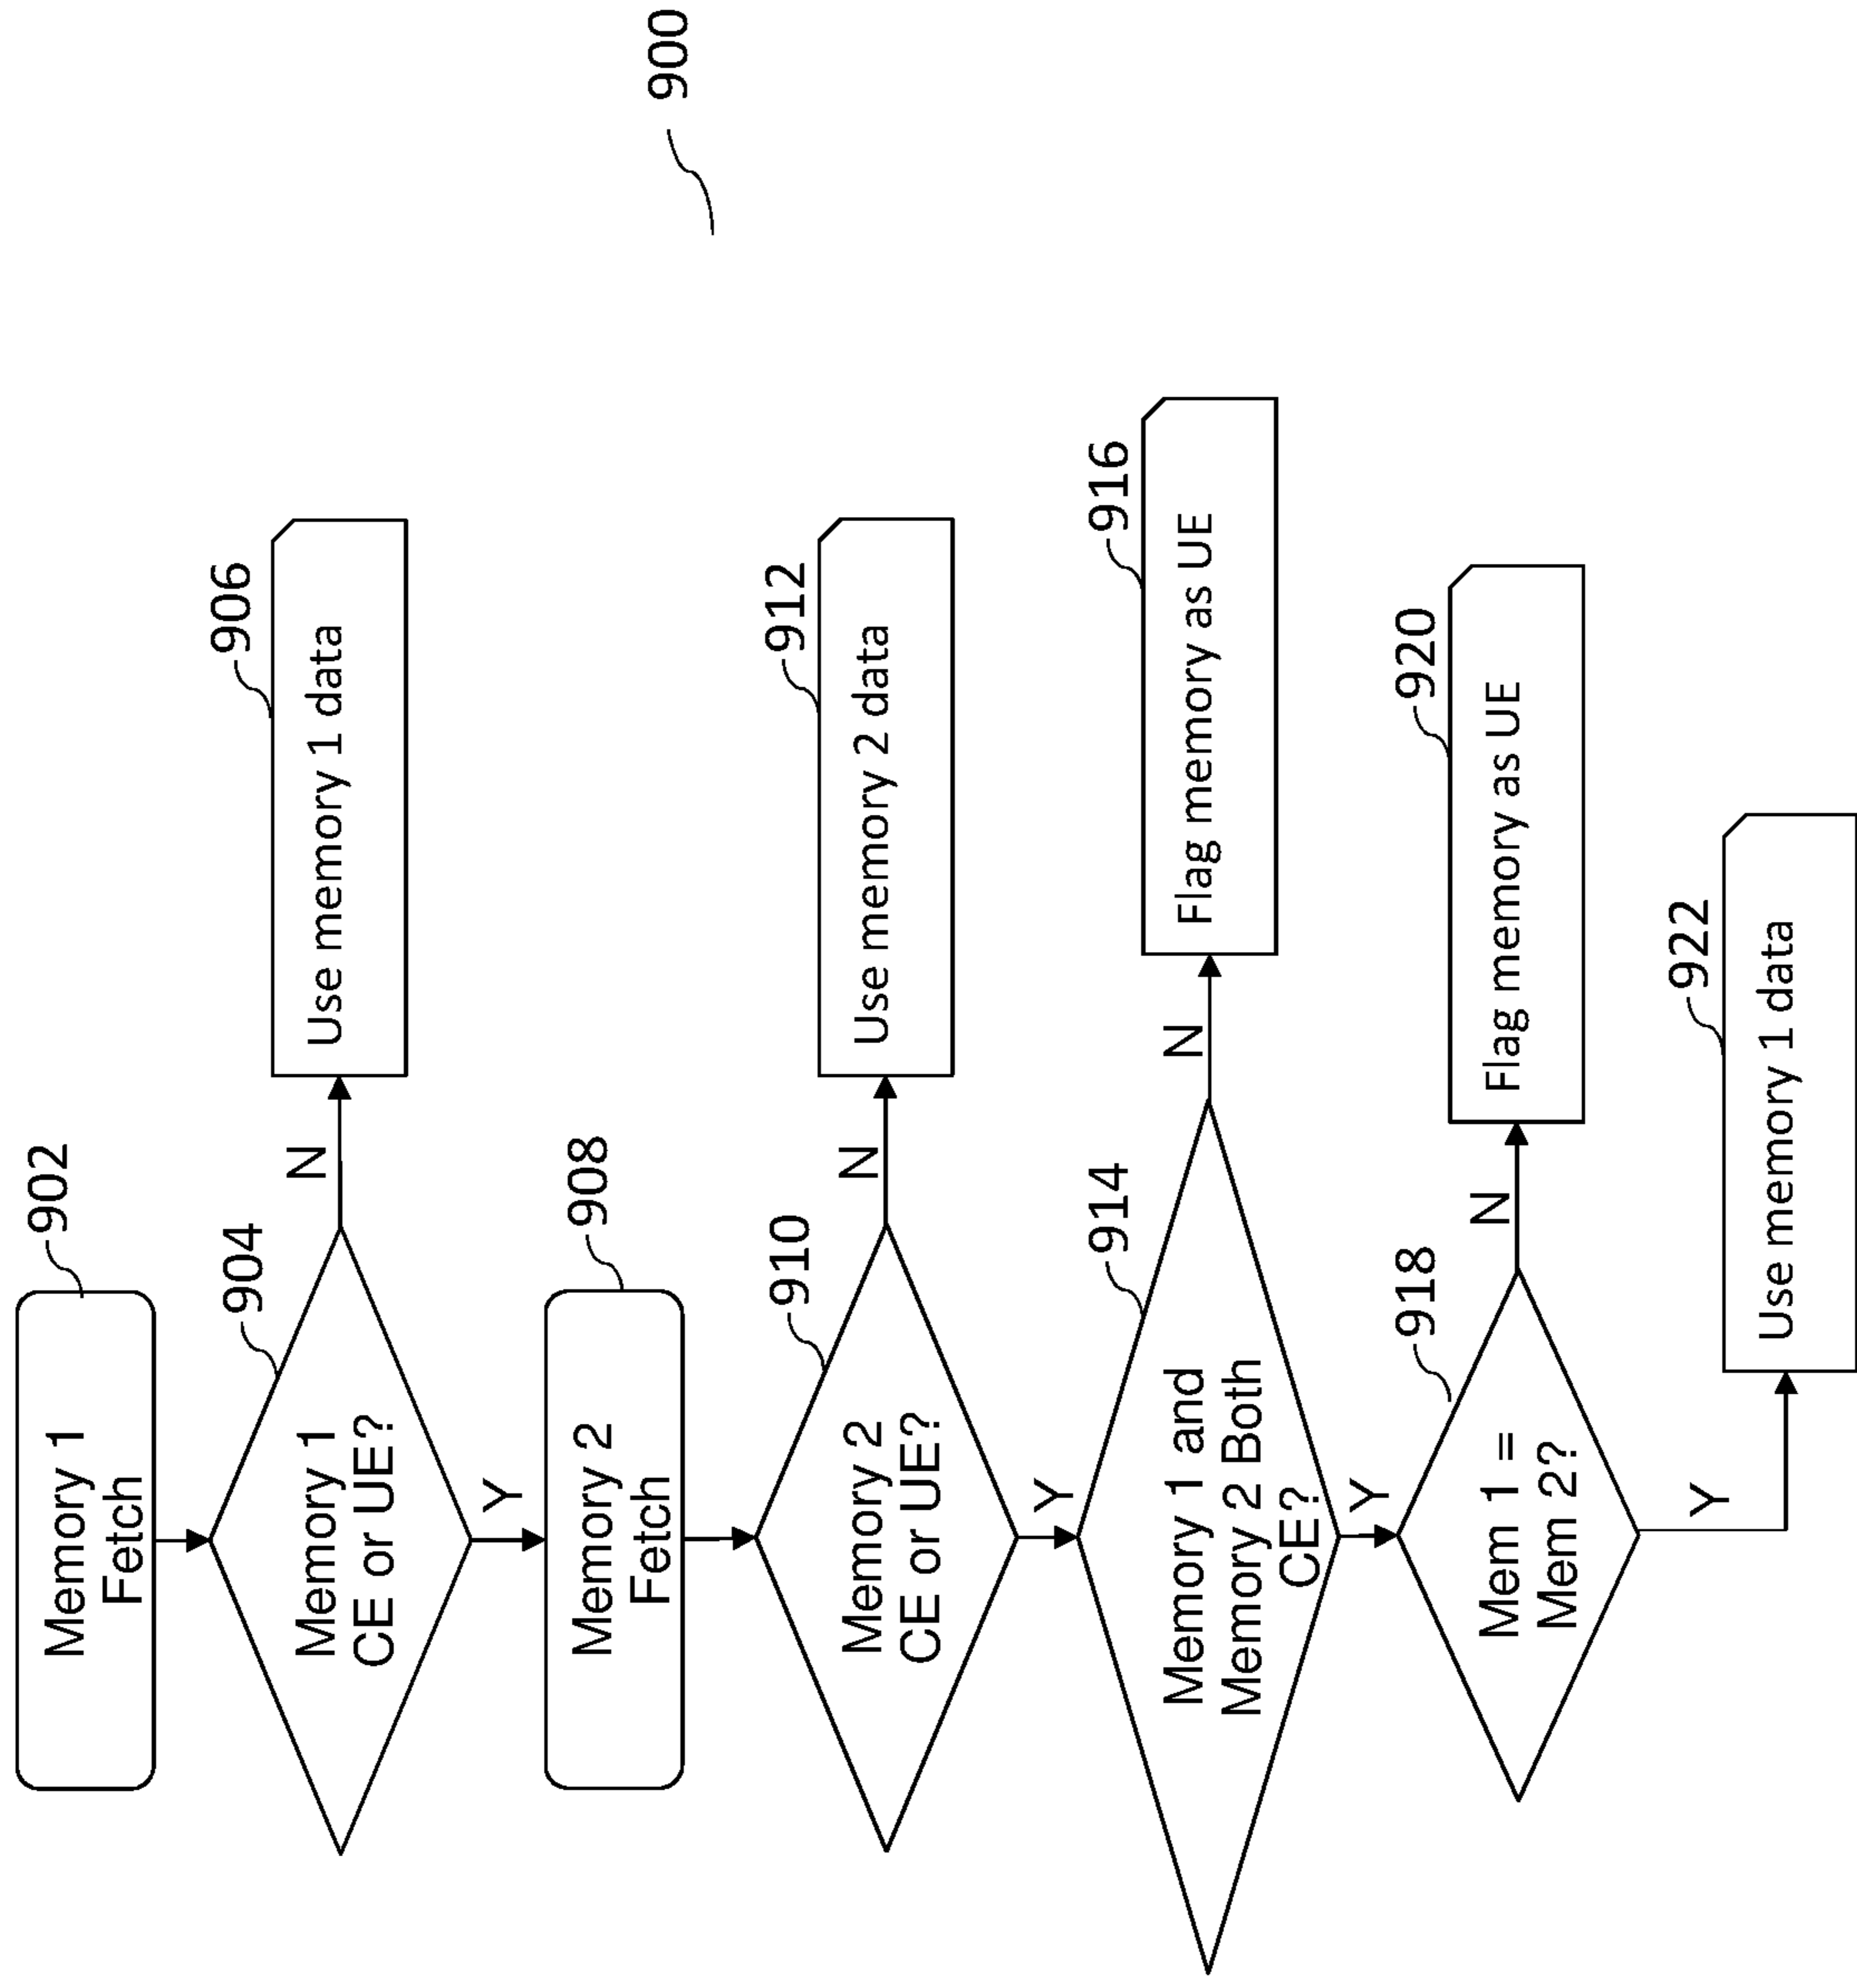 902
Memory 1
Fetch
904
Memory 1
CE or UE?
N
906
Use memory 1 data
Y
908
Memory 2
Fetch
900
910
Memory 2
CE or UE?
N
912
Use memory 2 data
Y
914
Memory 1 and
Memory 2 Both
CE?
N
916
Flag memory as UE
Y
918
Mem 1 =
Mem 2?
N
920
Flag memory as UE
Y
922
Use memory 1 data